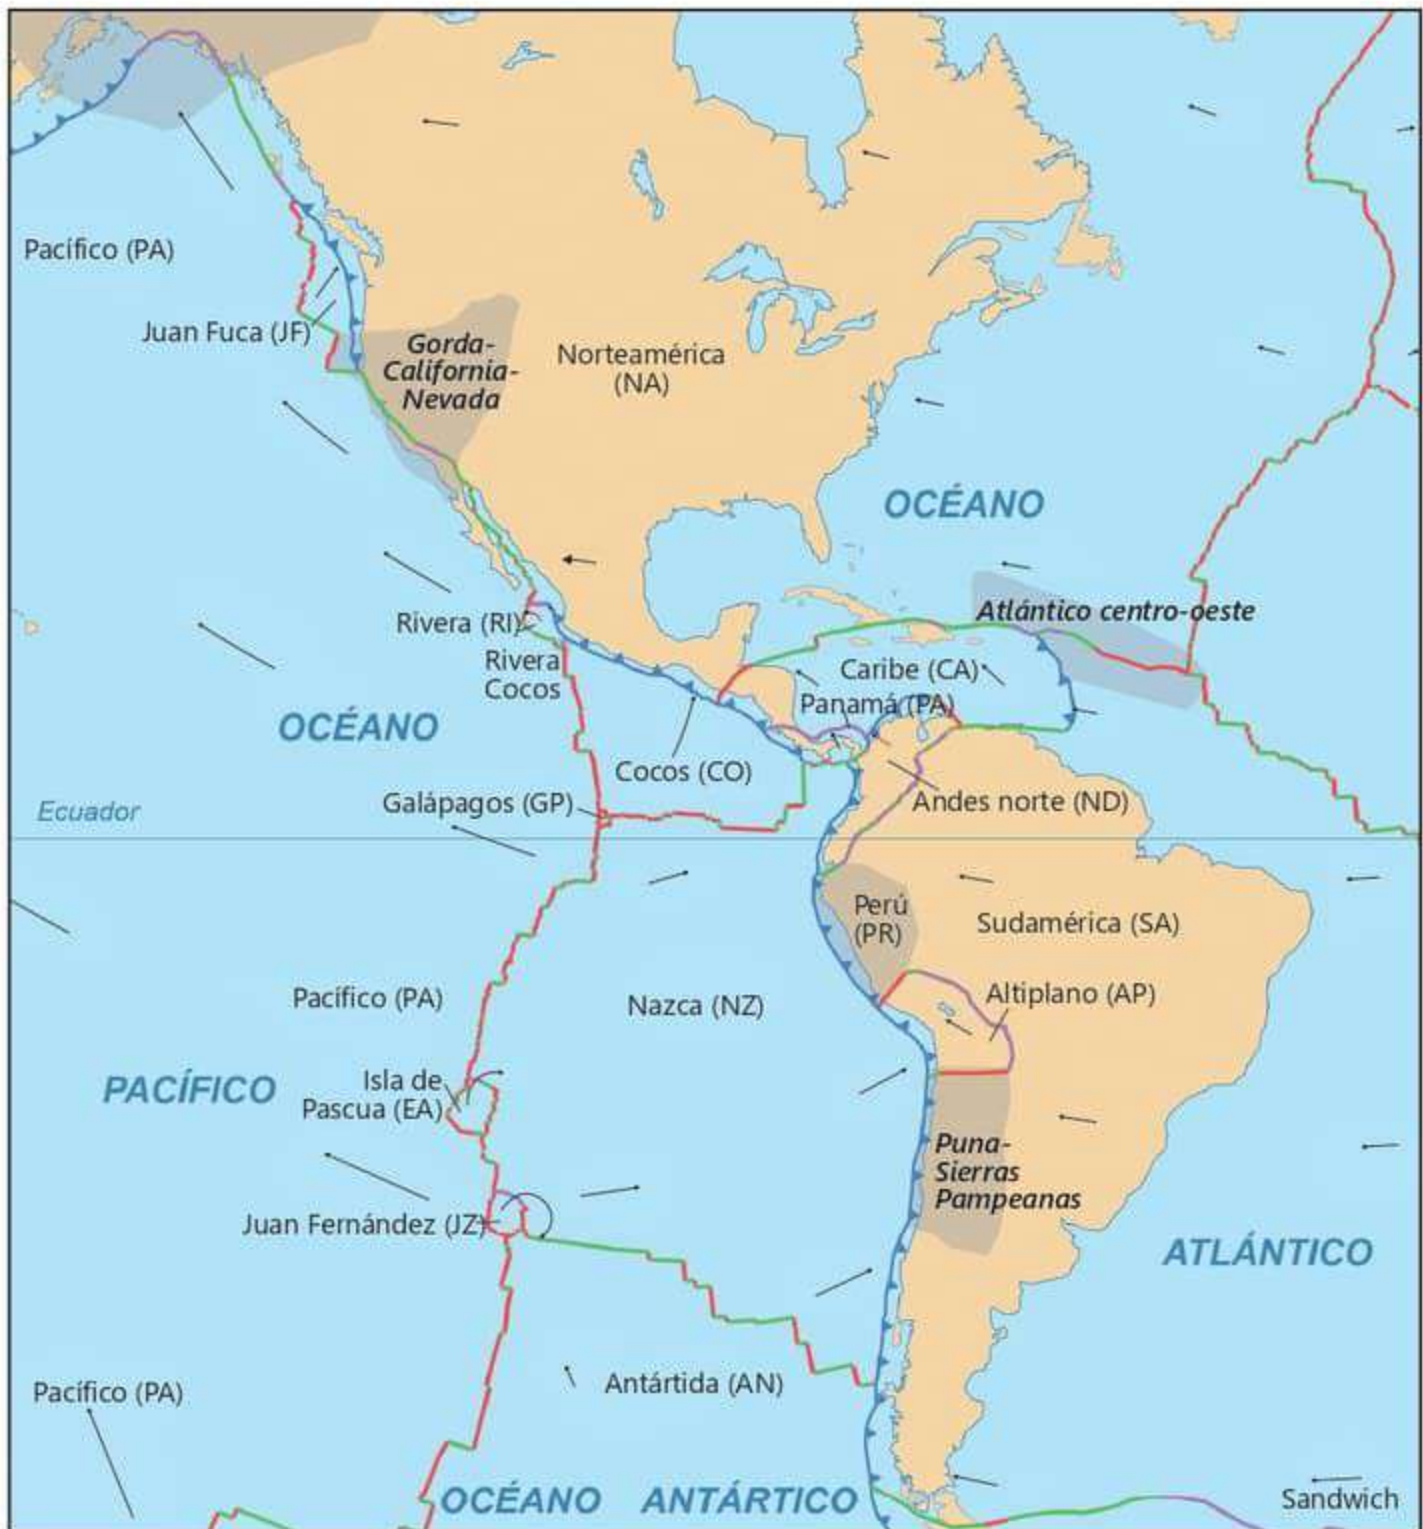 Pacífico (PA)
Juan Fuca (JF)
Gorda-
California-
Nevada
Norteamérica
(NA)
OCÉANO
Atlántico centro-oeste
Rivera (RI)
Rivera
Cocos
Caribe (CA)
Panamá (PA)
OCÉANO
Cocos (CO)
Galápagos (GP)
Andes norte (ND)
Ecuador
Perú
(PR)
Sudamérica (SA)
Pacífico (PA)
Nazca (NZ)
Altiplano (AP)
PACÍFICO
Isla de
Pascua (EA)
Puna-
Sierras
Pampeanas
Juan Fernández (JZ)
ATLÁNTICO
Pacífico (PA)
Antártida (AN)
OCÉANO ANTÁRTICO
Sandwich